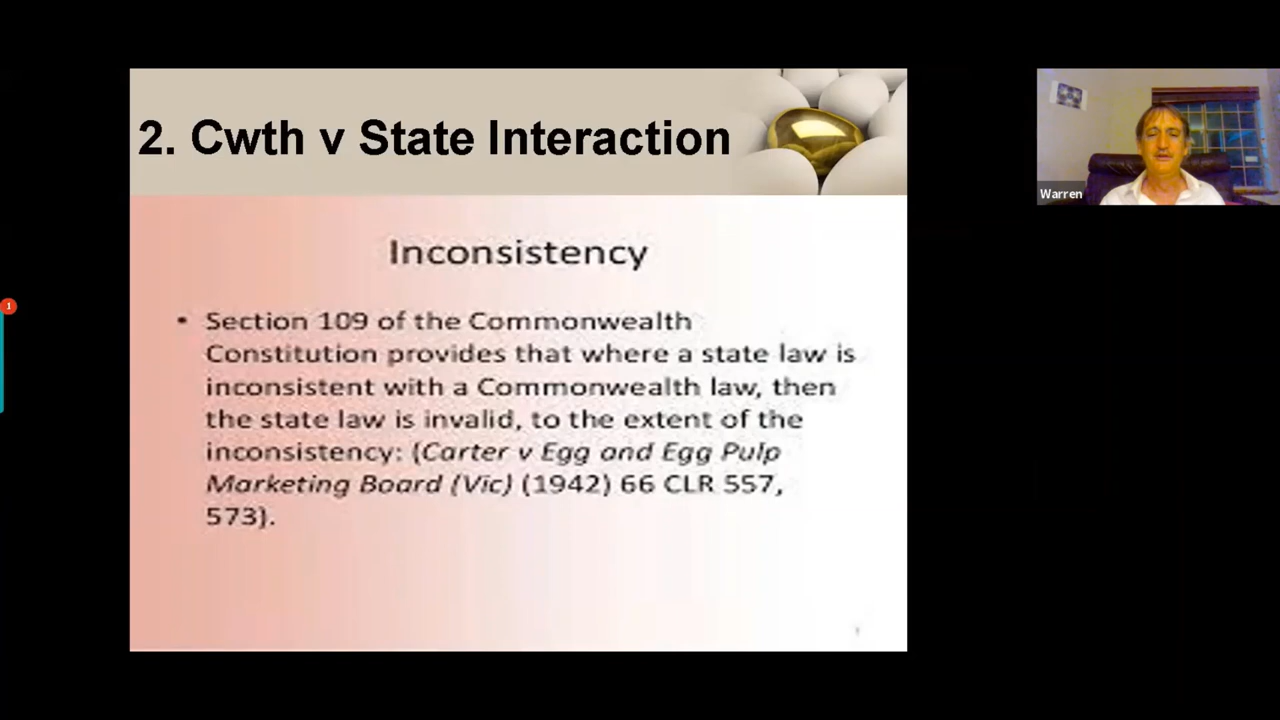 2. Cwth v State Interaction
Inconsistency
• Section 109 of the Commonwealth
Constitution provides that where a state law is
inconsistent with a Commonwealth law, then
the state law is invalid, to the extent of the
inconsistency: (Carter v Egg and Egg Pulp
Marketing Board (Vic) (1942) 66 CLR 557,
573).
Warren
1